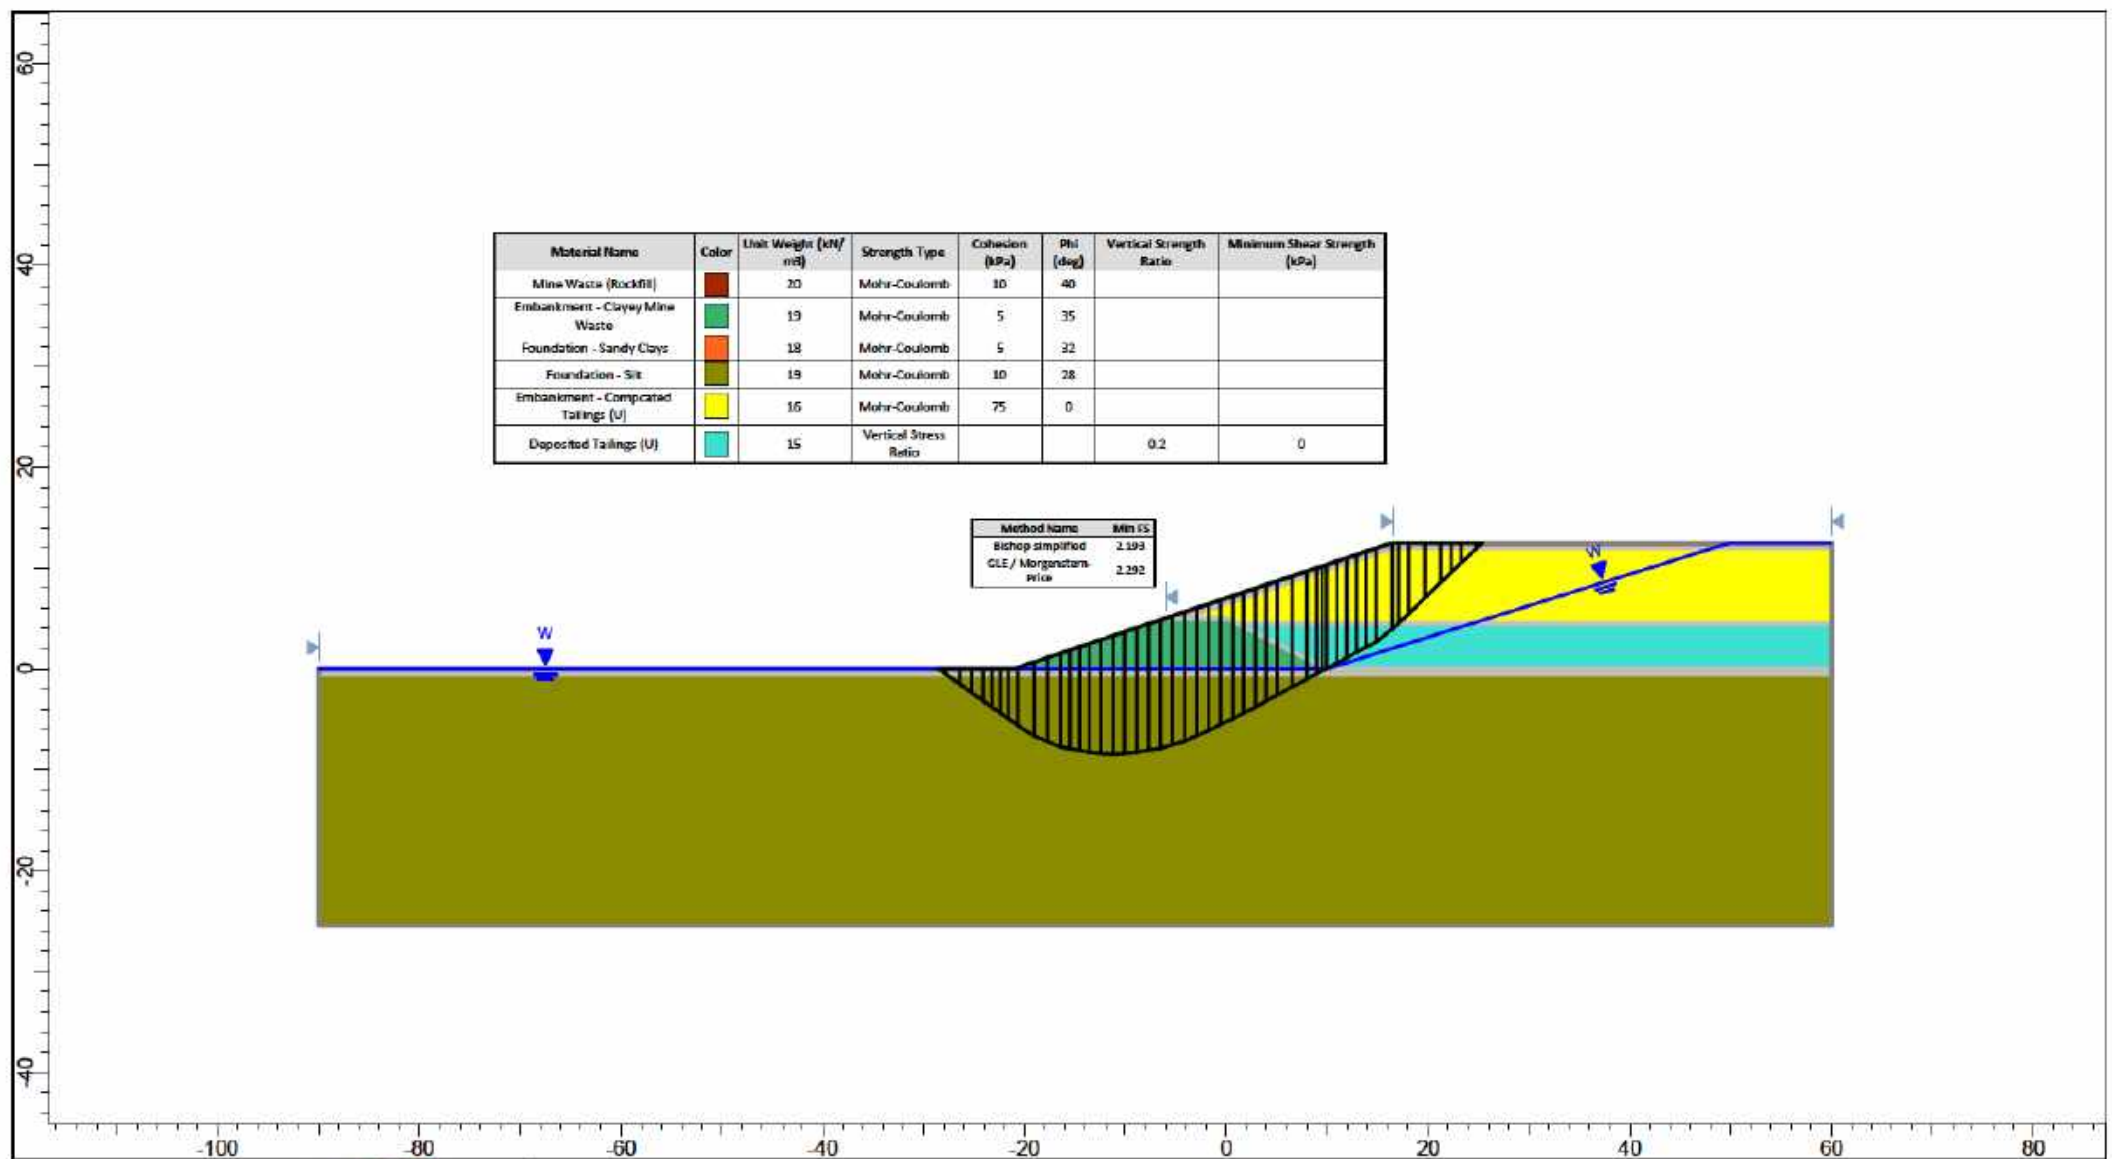 60
40
20
0
-20
-40
Material Name Color Unit Weight (kN/ m3) Strength Type Cohesion (kPa) Phi (deg) Vertical Strength Ratio Minimum Shear Strength (kPa)
Mine Waste (Rockfill) 20 Mohr-Coulomb 10 40
Embankment - Clayey Mine Waste 19 Mohr-Coulomb 5 35
Foundation - Sandy Clays 18 Mohr-Coulomb 5 32
Foundation - Silt 19 Mohr-Coulomb 10 28
Embankment - Compcated Tailings (U) 16 Mohr-Coulomb 75 0
Deposited Tailings (U) 15 Vertical Stress Ratio 0.2 0
Method Name Min FS
Bishop simplified 2.193
GLE / Morgenstern-Price 2.292
W
W
-100 -80 -60 -40 -20 0 20 40 60 80